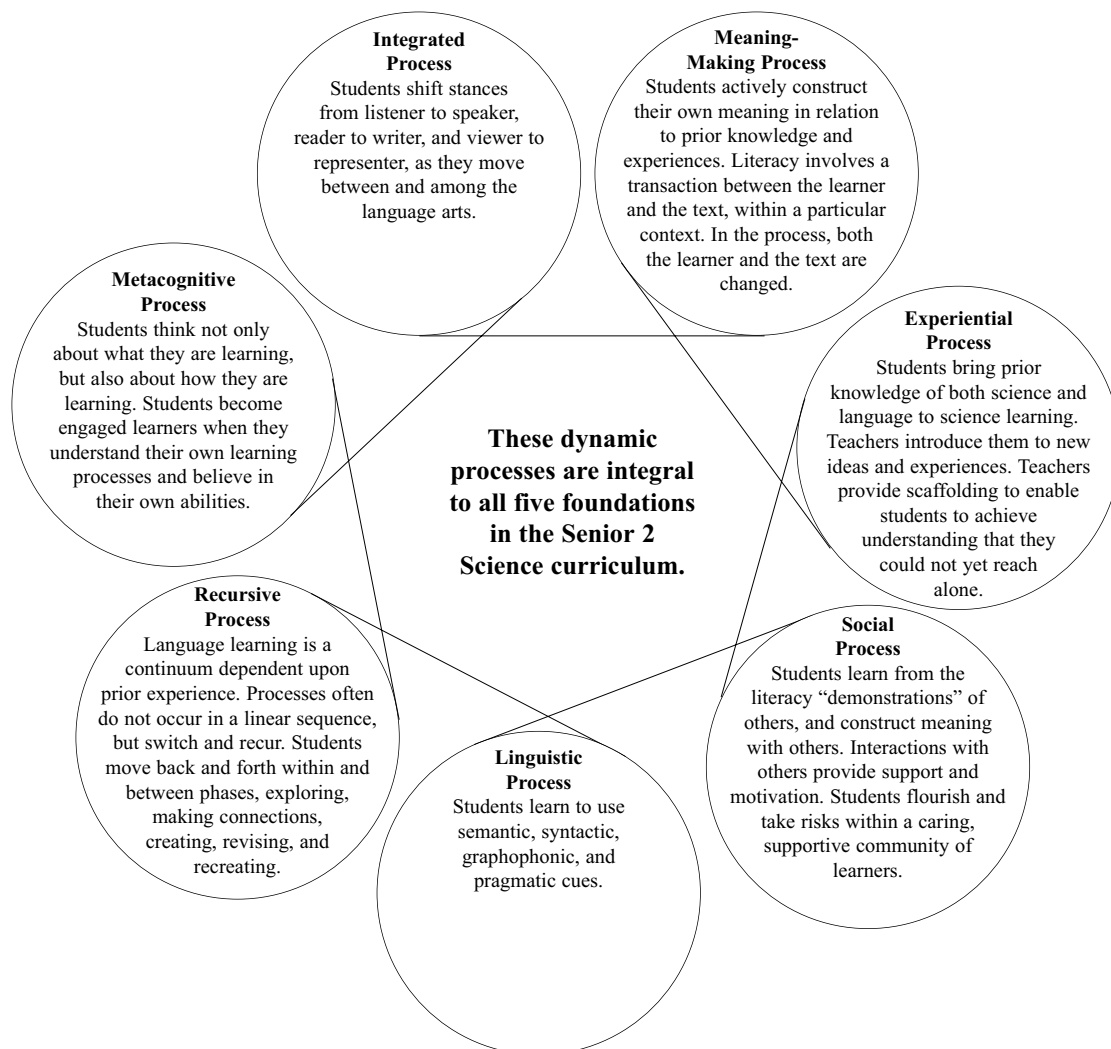 Integrated
Process
Students shift stances
from listener to speaker,
reader to writer, and viewer to
representer, as they move
between and among the
language arts.
Meaning-
Making Process
Students actively construct
their own meaning in relation
to prior knowledge and
experiences. Literacy involves a
transaction between the learner
and the text, within a particular
context. In the process, both
the learner and the text are
changed.
Metacognitive
Process
Students think not only
about what they are learning,
but also about how they are
learning. Students become
engaged learners when they
understand their own learning
processes and believe in
their own abilities.
Experiential
Process
Students bring prior
knowledge of both science and
language to science learning.
Teachers introduce them to new
ideas and experiences. Teachers
provide scaffolding to enable
students to achieve
understanding that they
could not yet reach
alone.
These dynamic
processes are integral
to all five foundations
in the Senior 2
Science curriculum.
Recursive
Process
Language learning is a
continuum dependent upon
prior experience. Processes often
do not occur in a linear sequence,
but switch and recur. Students
move back and forth within and
between phases, exploring,
making connections,
creating, revising, and
recreating.
Social
Process
Students learn from the
literacy “demonstrations” of
others, and construct meaning
with others. Interactions with
others provide support and
motivation. Students flourish and
take risks within a caring,
supportive community of
learners.
Linguistic
Process
Students learn to use
semantic, syntactic,
graphophonic, and
pragmatic cues.